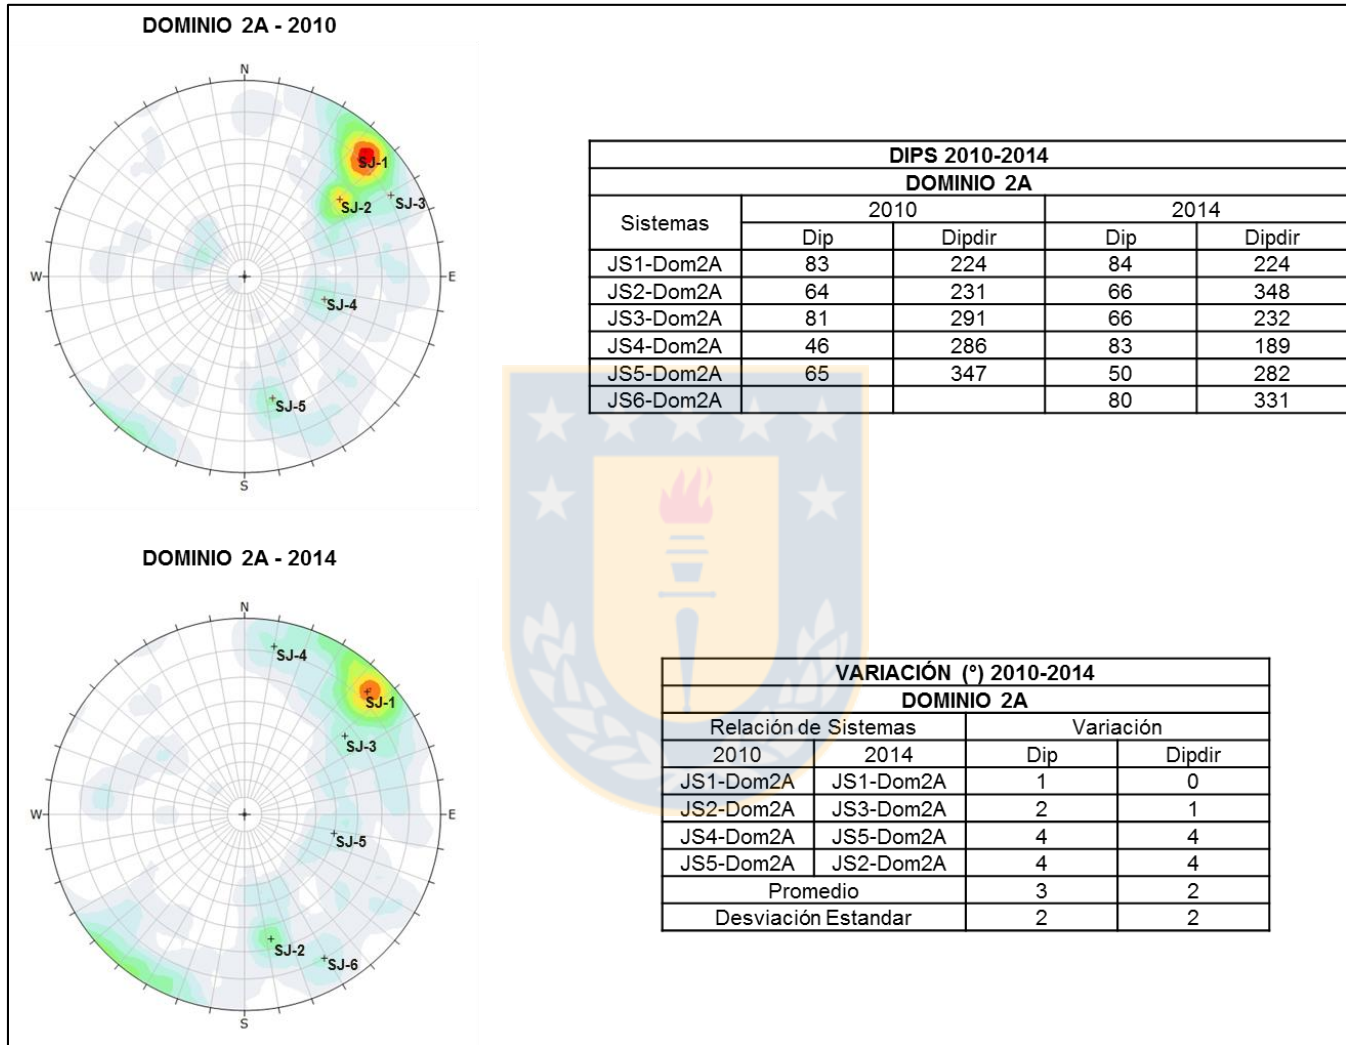 DOMINIO 2A - 2010
N
SJ-1
SJ-3
SJ-2
W
E
SJ-4
SJ-5
S
DIPS 2010-2014
DOMINIO 2A
Sistemas 2010 2014
Dip Dipdir Dip Dipdir
JS1-Dom2A 83 224 84 224
JS2-Dom2A 64 231 66 348
JS3-Dom2A 81 291 66 232
JS4-Dom2A 46 286 83 189
JS5-Dom2A 65 347 50 282
JS6-Dom2A 80 331
DOMINIO 2A - 2014
N
SJ-4
SJ-1
SJ-3
W
E
SJ-5
SJ-2
SJ-6
S
VARIACIÓN (°) 2010-2014
DOMINIO 2A
Relación de Sistemas Variación
2010 2014 Dip Dipdir
JS1-Dom2A JS1-Dom2A 1 0
JS2-Dom2A JS3-Dom2A 2 1
JS4-Dom2A JS5-Dom2A 4 4
JS5-Dom2A JS2-Dom2A 4 4
Promedio 3 2
Desviación Estandar 2 2